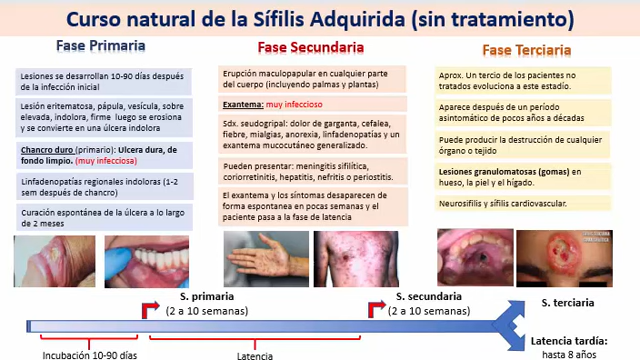 Curso natural de la Sífilis Adquirida (sin tratamiento)
Fase Primaria
Lesiones se desarrollan 10-90 días después
de la infección inicial
Lesión eritematosa, pápula, vesícula, sobre
elevada, indolora, firme luego se erosiona
y se convierte en una úlcera indolora
Chancro duro (primario): Ulcera dura, de
fondo limpio. (muy infecciosa)
Linfadenopatías regionales indoloras (1-2
sem después de chancro)
Curación espontánea de la úlcera a lo largo
de 2 meses
Fase Secundaria
Erupción maculopapular en cualquier parte
del cuerpo (incluyendo palmas y plantas)
Exantema: muy infeccioso
Sdx. seudogripal: dolor de garganta, cefalea,
fiebre, mialgias, anorexia, linfadenopatías y un
exantema mucocutáneo generalizado.
Pueden presentar: meningitis sifilítica,
coriorretinitis, hepatitis, nefritis o periostitis.
El exantema y los síntomas desaparecen de
forma espontanea en pocas semanas y el
paciente pasa a la fase de latencia
Fase Terciaria
Aprox. Un tercio de los pacientes no
tratados evoluciona a este estadio.
Aparece después de un período
asintomático de pocos años a décadas
Puede producir la destrucción de cualquier
órgano o tejido
Lesiones granulomatosas (gomas) en
hueso, la piel y el hígado.
Neurosifilis y sífilis cardiovascular.
S. primaria
(2 a 10 semanas)
S. secundaria
(2 a 10 semanas)
S. terciaria
Incubación 10-90 días
Latencia
Latencia tardía:
hasta 8 años